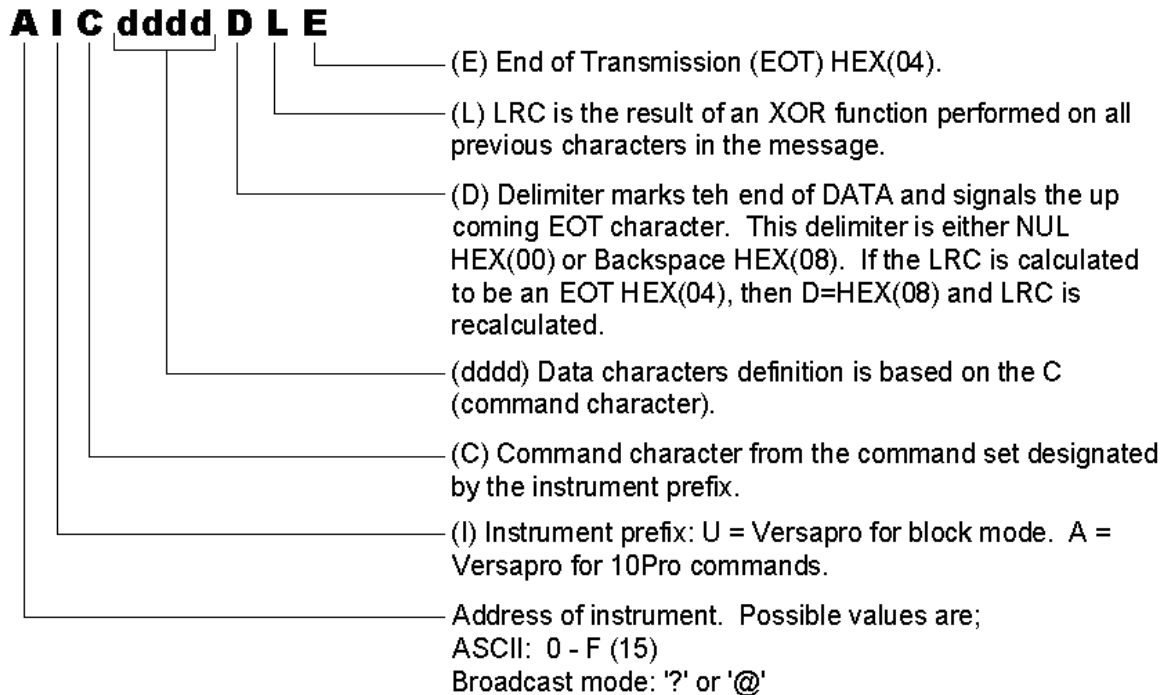 A I C dddd D L E
(E) End of Transmission (EOT) HEX(04).
(L) LRC is the result of an XOR function performed on all
previous characters in the message.
(D) Delimiter marks teh end of DATA and signals the up
coming EOT character. This delimiter is either NUL
HEX(00) or Backspace HEX(08). If the LRC is calculated
to be an EOT HEX(04), then D=HEX(08) and LRC is
recalculated.
(dddd) Data characters definition is based on the C
(command character).
(C) Command character from the command set designated
by the instrument prefix.
(I) Instrument prefix: U = Versapro for block mode. A =
Versapro for 10Pro commands.
Address of instrument. Possible values are;
ASCII: 0 - F (15)
Broadcast mode: '?' or '@'